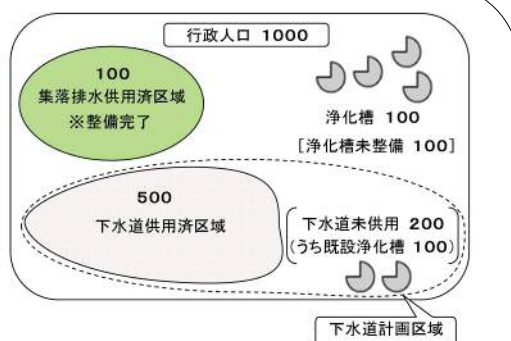 行政人口 1000
100
集落排水供用済区域
※整備完了
浄化槽 100
[浄化槽未整備 100]
500
下水道供用済区域
下水道未供用 200
(うち既設浄化槽 100)
下水道計画区域